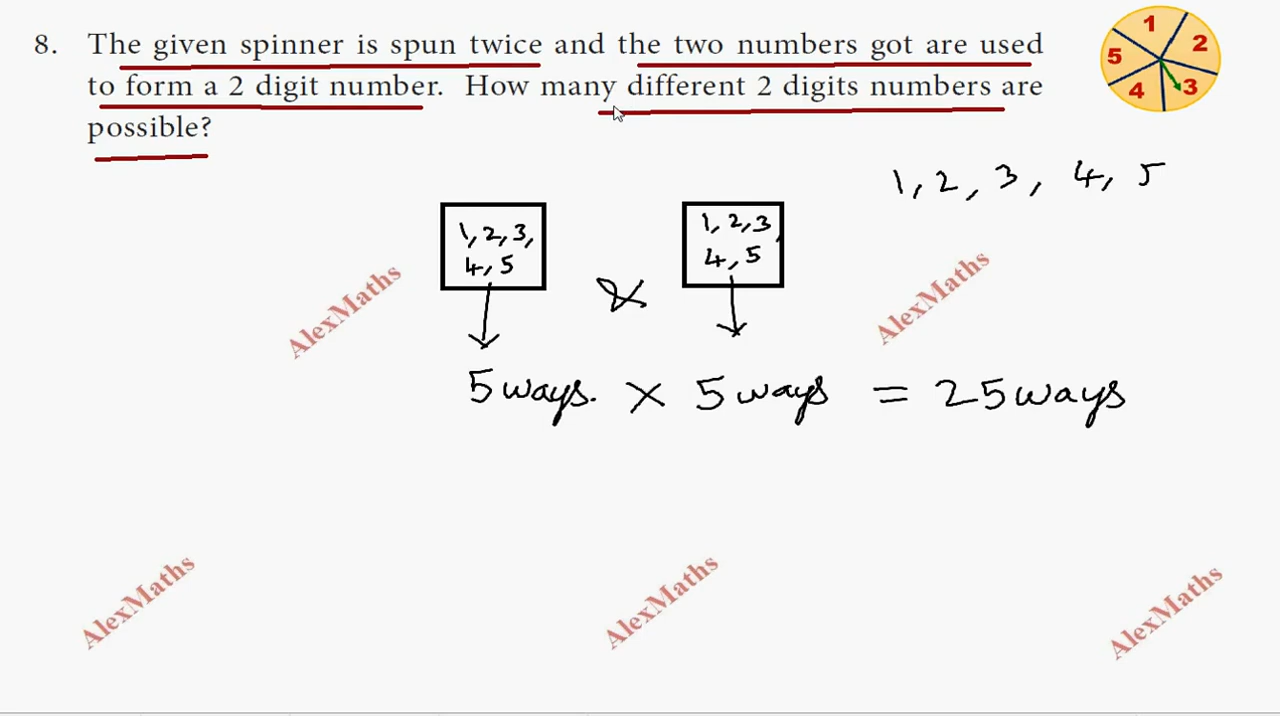 8. The given spinner is spun twice and the two numbers got are used
to form a 2 digit number. How many different 2 digits numbers are
possible?
1
2
5
4
3
1, 2, 3, 4, 5
1, 2, 3,
4, 5
1, 2, 3,
4, 5
×
AlexMaths
AlexMaths
5 ways. × 5 ways = 25 ways
AlexMaths
AlexMaths
AlexMaths